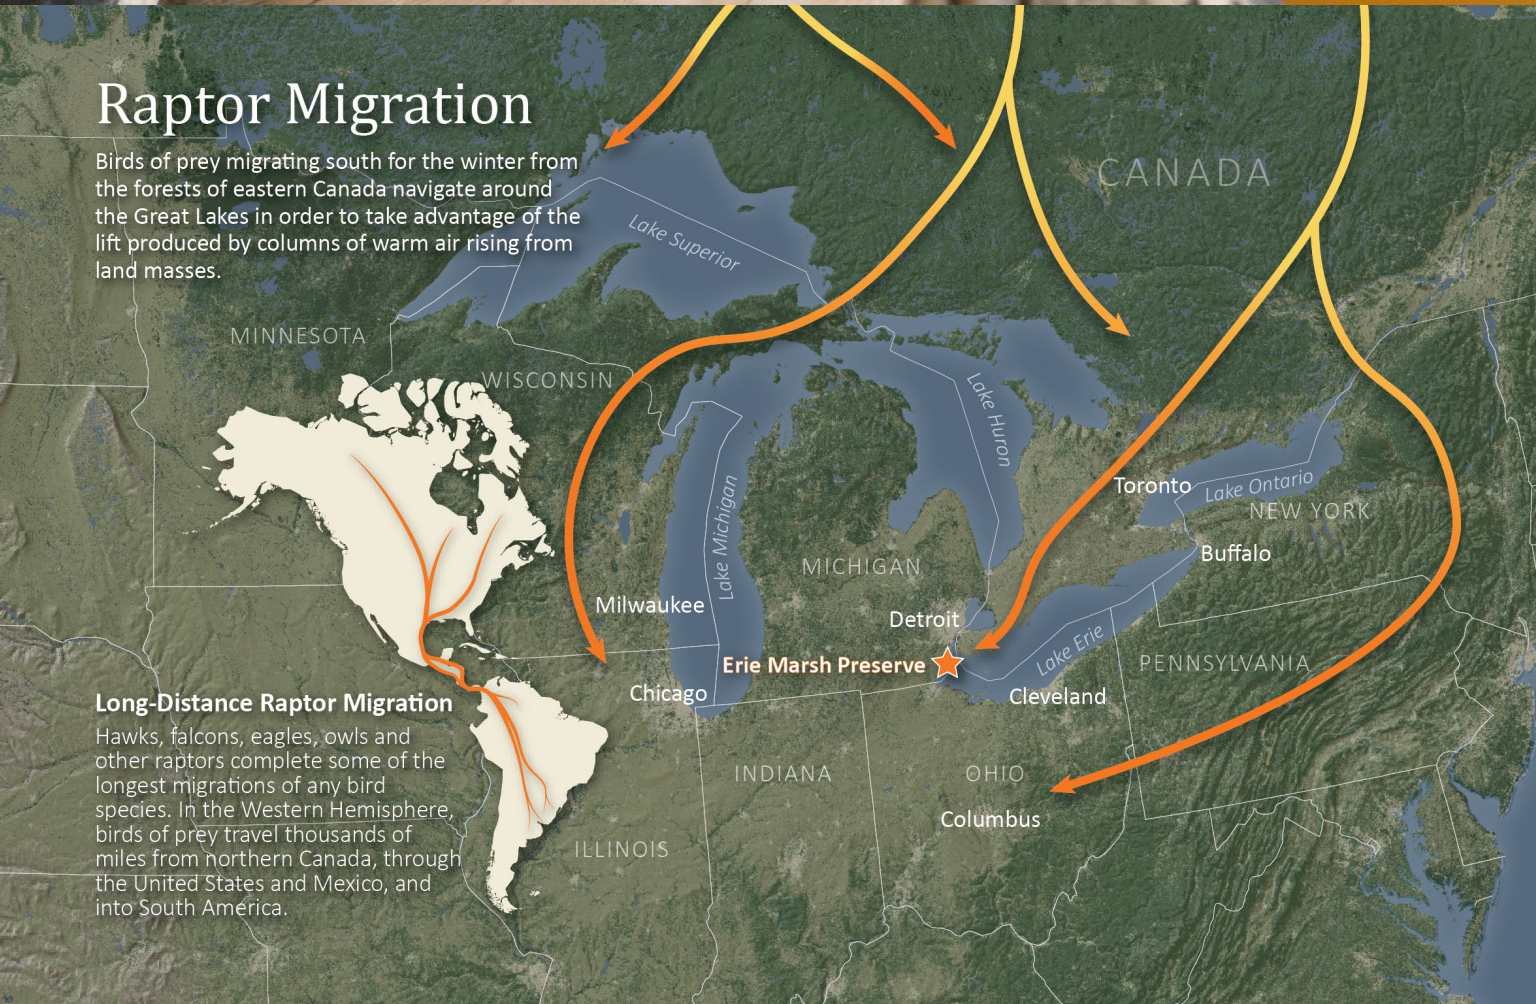 Raptor Migration
Birds of prey migrating south for the winter from
the forests of eastern Canada navigate around
the Great Lakes in order to take advantage of the
lift produced by columns of warm air rising from
land masses.
CANADA
Lake Superior
MINNESOTA
WISCONSIN
Lake Huron
Lake Michigan
Toronto
Lake Ontario
NEW YORK
Buffalo
MICHIGAN
Milwaukee
Detroit
Lake Erie
Erie Marsh Preserve
PENNSYLVANIA
Chicago
Cleveland
Long-Distance Raptor Migration
Hawks, falcons, eagles, owls and
other raptors complete some of the
longest migrations of any bird
species. In the Western Hemisphere,
birds of prey travel thousands of
miles from northern Canada, through
the United States and Mexico, and
into South America.
INDIANA
OHIO
Columbus
ILLINOIS